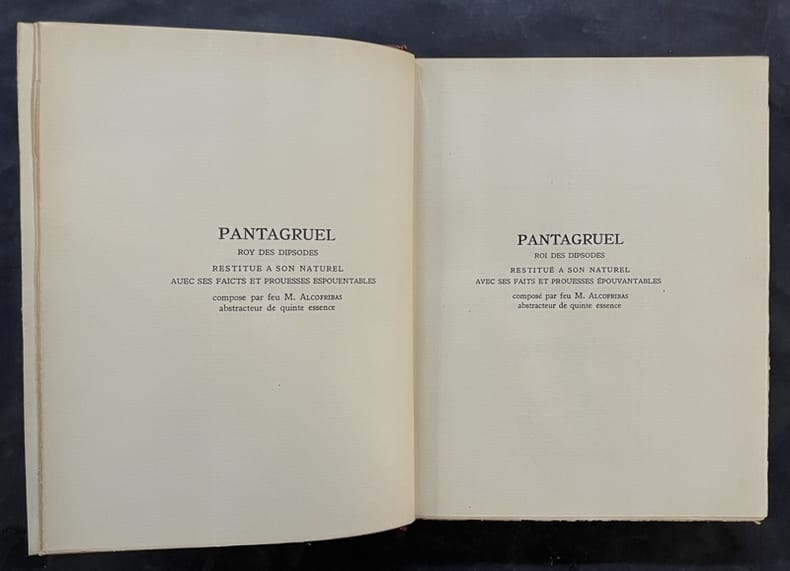 PANTAGRUEL
ROY DES DIPSODES
RESTITUE A SON NATUREL
AUEC SES FAICTS ET PROUESSES ESPOUENTABLES
compose par feu M. ALCOFRIBAS
abstracteur de quinte essence
PANTAGRUEL
ROI DES DIPSODES
RESTITUÉ A SON NATUREL
AVEC SES FAITS ET PROUESSES ÉPOUVANTABLES
composé par feu M. ALCOFRIBAS
abstracteur de quinte essence